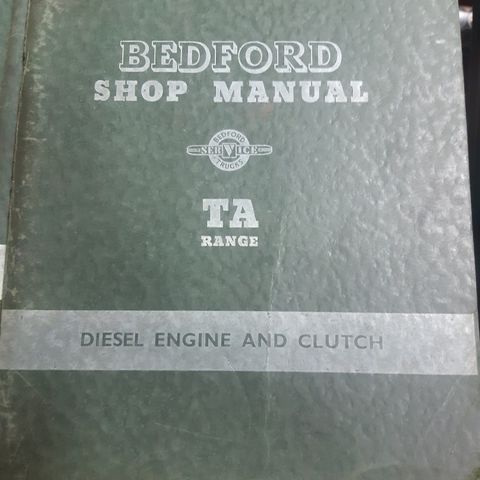 BEDFORD
SHOP MANUAL
BEDFORD
SERVICE
TRUCKS
TA
RANGE
DIESEL ENGINE AND CLUTCH